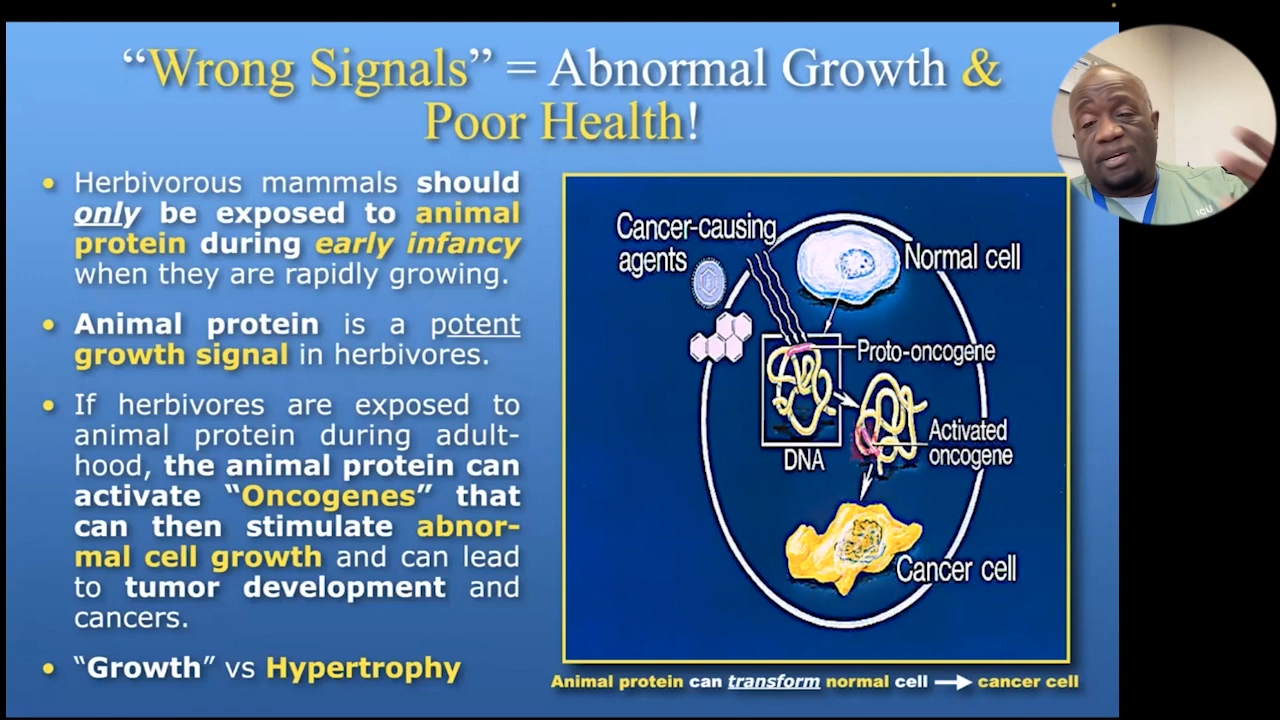 “Wrong Signals” = Abnormal Growth &
Poor Health!
• Herbivorous mammals should
only be exposed to animal
protein during early infancy
when they are rapidly growing.
• Animal protein is a potent
growth signal in herbivores.
• If herbivores are exposed to
animal protein during adult-
hood, the animal protein can
activate “Oncogenes” that
can then stimulate abnor-
mal cell growth and can lead
to tumor development and
cancers.
• “Growth” vs Hypertrophy
Cancer-causing
agents
Normal cell
Proto-oncogene
DNA
Activated
oncogene
Cancer cell
Animal protein can transform normal cell → cancer cell
ICU